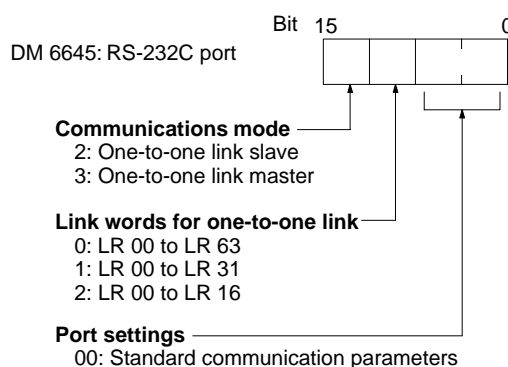 Bit 15 0
DM 6645: RS-232C port
Communications mode
2: One-to-one link slave
3: One-to-one link master
Link words for one-to-one link
0: LR 00 to LR 63
1: LR 00 to LR 31
2: LR 00 to LR 16
Port settings
00: Standard communication parameters